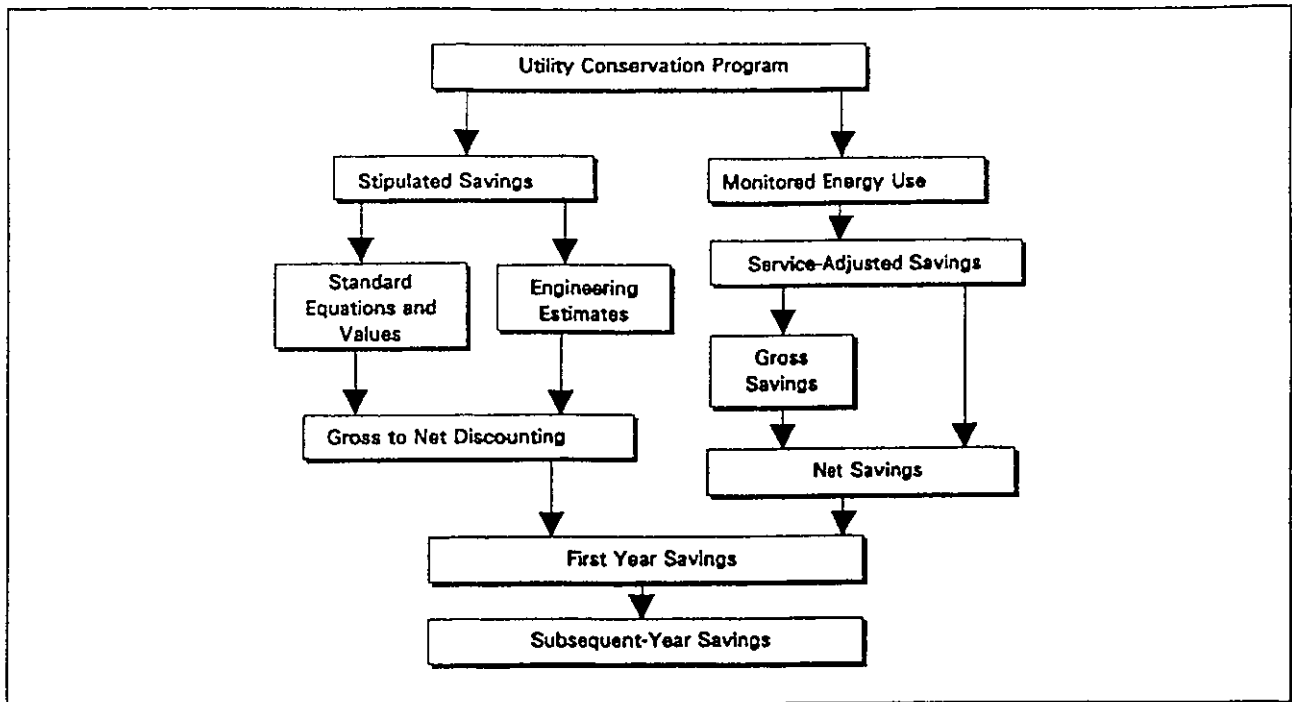 Utility Conservation Program
Stipulated Savings
Monitored Energy Use
Standard
Equations and
Values
Engineering
Estimates
Service-Adjusted Savings
Gross
Savings
Gross to Net Discounting
Net Savings
First Year Savings
Subsequent-Year Savings